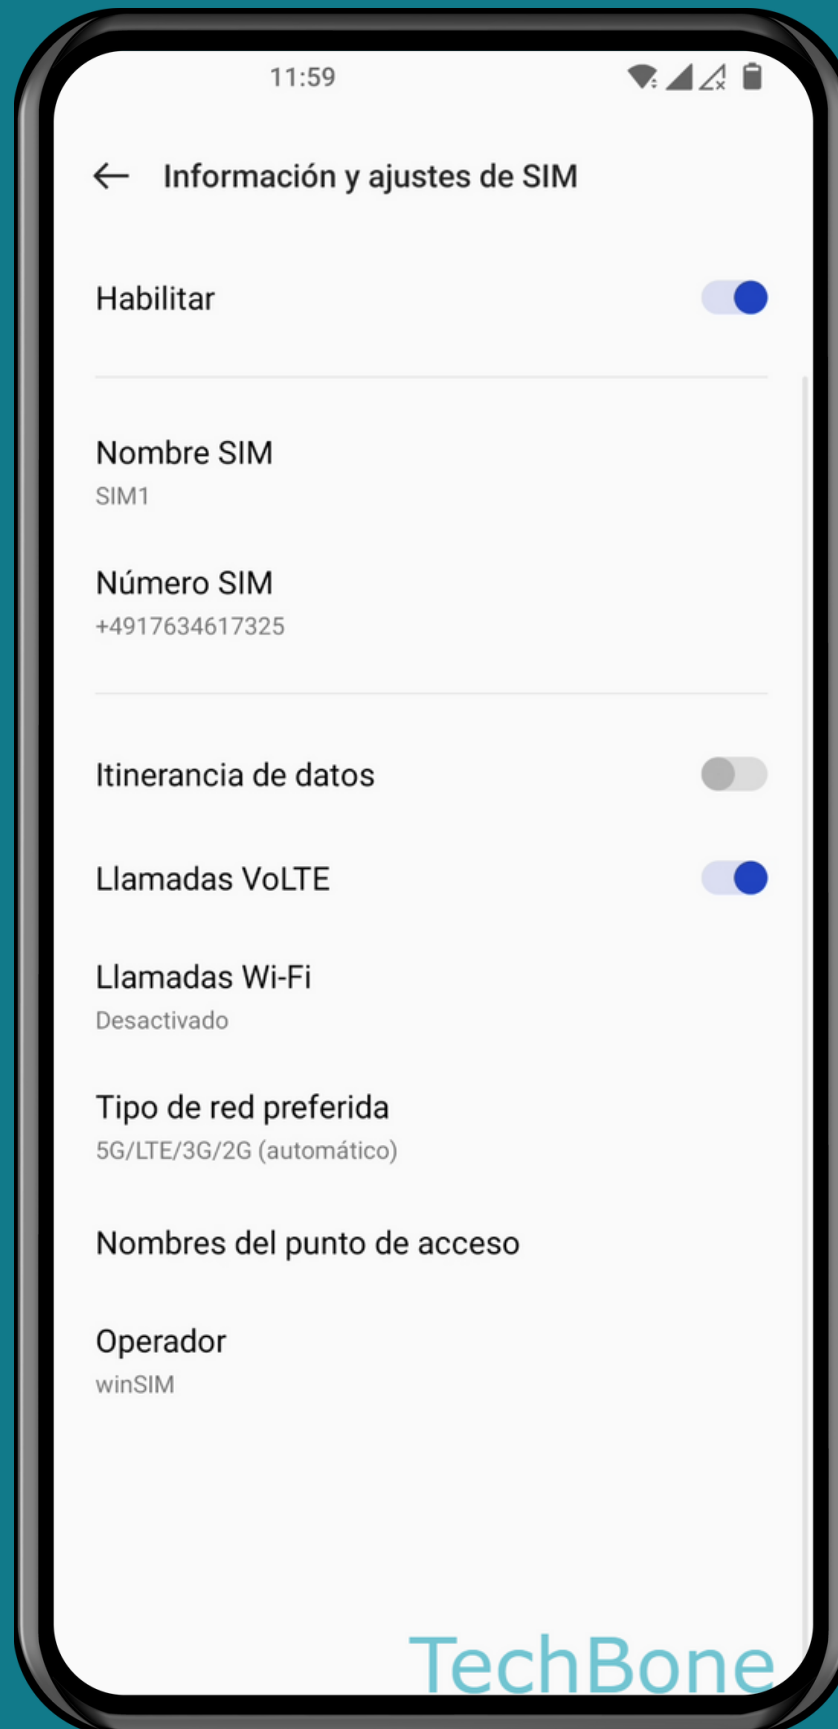 11:59
Información y ajustes de SIM
Habilitar
Nombre SIM
SIM1
Número SIM
+4917634617325
Itinerancia de datos
Llamadas VoLTE
Llamadas Wi-Fi
Desactivado
Tipo de red preferida
5G/LTE/3G/2G (automático)
Nombres del punto de acceso
Operador
winSIM
TechBone